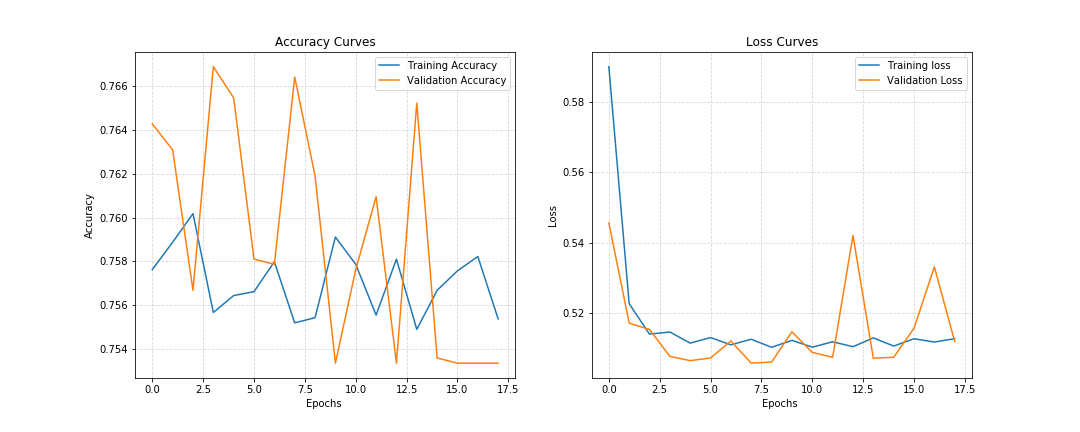 Accuracy Curves
Training Accuracy
Validation Accuracy
0.766
0.764
0.762
0.760
0.758
0.756
0.754
Accuracy
0.0 2.5 5.0 7.5 10.0 12.5 15.0 17.5
Epochs
Loss Curves
Training loss
Validation Loss
0.58
0.56
0.54
0.52
Loss
0.0 2.5 5.0 7.5 10.0 12.5 15.0 17.5
Epochs